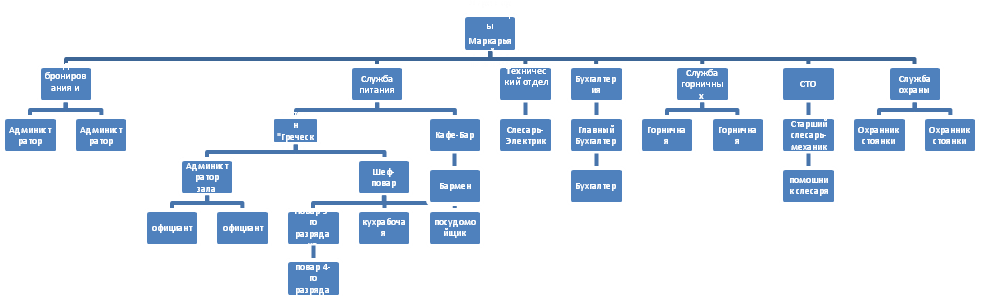 ы
Маркарья
бронирован
ания и
Служба
питания
Техничес
кий отдел
Бухгалтер
ия
Служба
горничны
х
СТО
Служба
охраны
Админист
ратор
Админист
ратор
н
"Греческ
Кафе-Бар
Слесарь-
Электрик
Главный
Бухгалтер
Горнична
я
Горнична
я
Старший
слесарь-
механик
Охранник
стоянки
Охранник
стоянки
Админист
ратор
зала
Шеф-
повар
Бармен
Бухгалтер
помошни
к слесаря
официант
официант
повар 5-
го
разряда
кухрабоча
я
посудомо
йщик
повар 4-
го
разряда